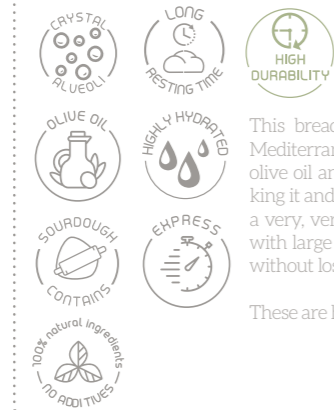 CRYSTAL
ALVEOLI
LONG
RESTING TIME
HIGH
DURABILITY
OLIVE OIL
HIGHLY HYDRATED
SOURDOUGH
CONTAINS
EXPRESS
100% natural ingredients
NO ADDITIVES
This bread
Mediterran
olive oil an
king it and
a very, ver
with large
without los
These are l